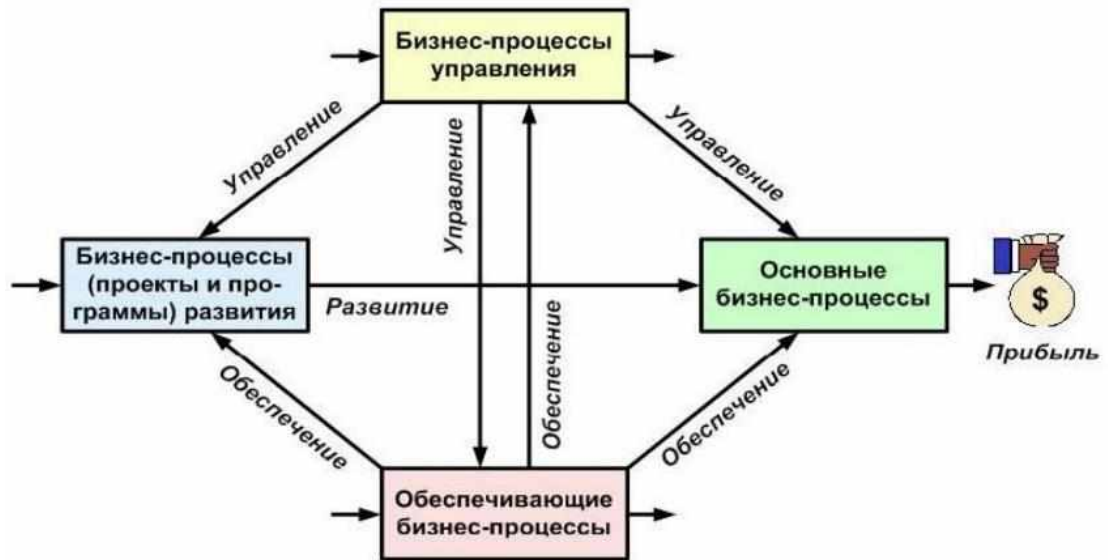 Бизнес-процессы
управления
Управление
Управление
Управление
Бизнес-процессы
(проекты и про-
граммы) развития
Развитие
Основные
бизнес-процессы
$
Прибыль
Обеспечение
Обеспечение
Обеспечение
Обеспечивающие
бизнес-процессы